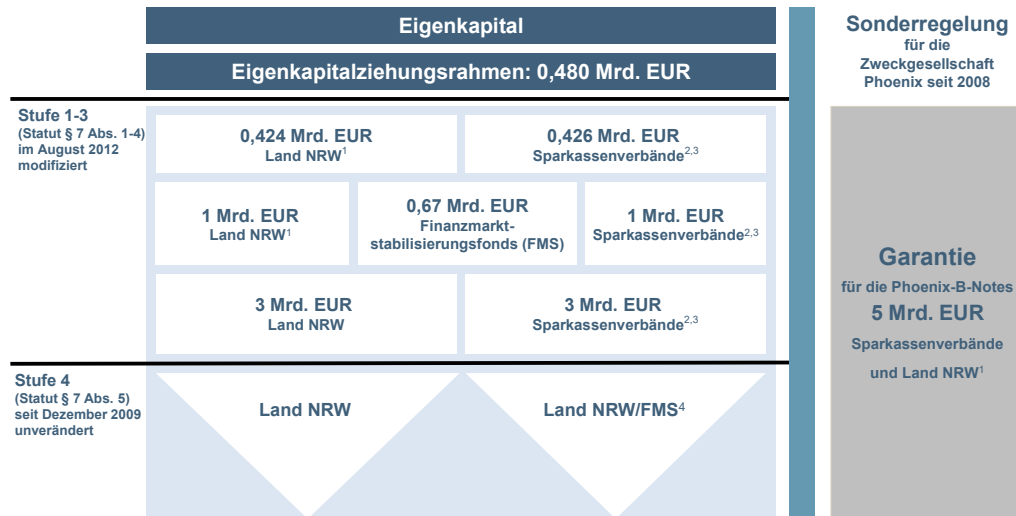 Eigenkapital
Eigenkapitalziehungsrahmen: 0,480 Mrd. EUR
Stufe 1-3
(Statut § 7 Abs. 1-4)
im August 2012
modifiziert
0,424 Mrd. EUR
Land NRW¹
0,426 Mrd. EUR
Sparkassenverbände²,³
1 Mrd. EUR
Land NRW¹
0,67 Mrd. EUR
Finanzmarkt-
stabilisierungsfonds (FMS)
1 Mrd. EUR
Sparkassenverbände²,³
3 Mrd. EUR
Land NRW
3 Mrd. EUR
Sparkassenverbände²,³
Stufe 4
(Statut § 7 Abs. 5)
seit Dezember 2009
unverändert
Land NRW
Land NRW/FMS⁴
Sonderregelung
für die
Zweckgesellschaft
Phoenix seit 2008
Garantie
für die Phoenix-B-Notes
5 Mrd. EUR
Sparkassenverbände
und Land NRW¹